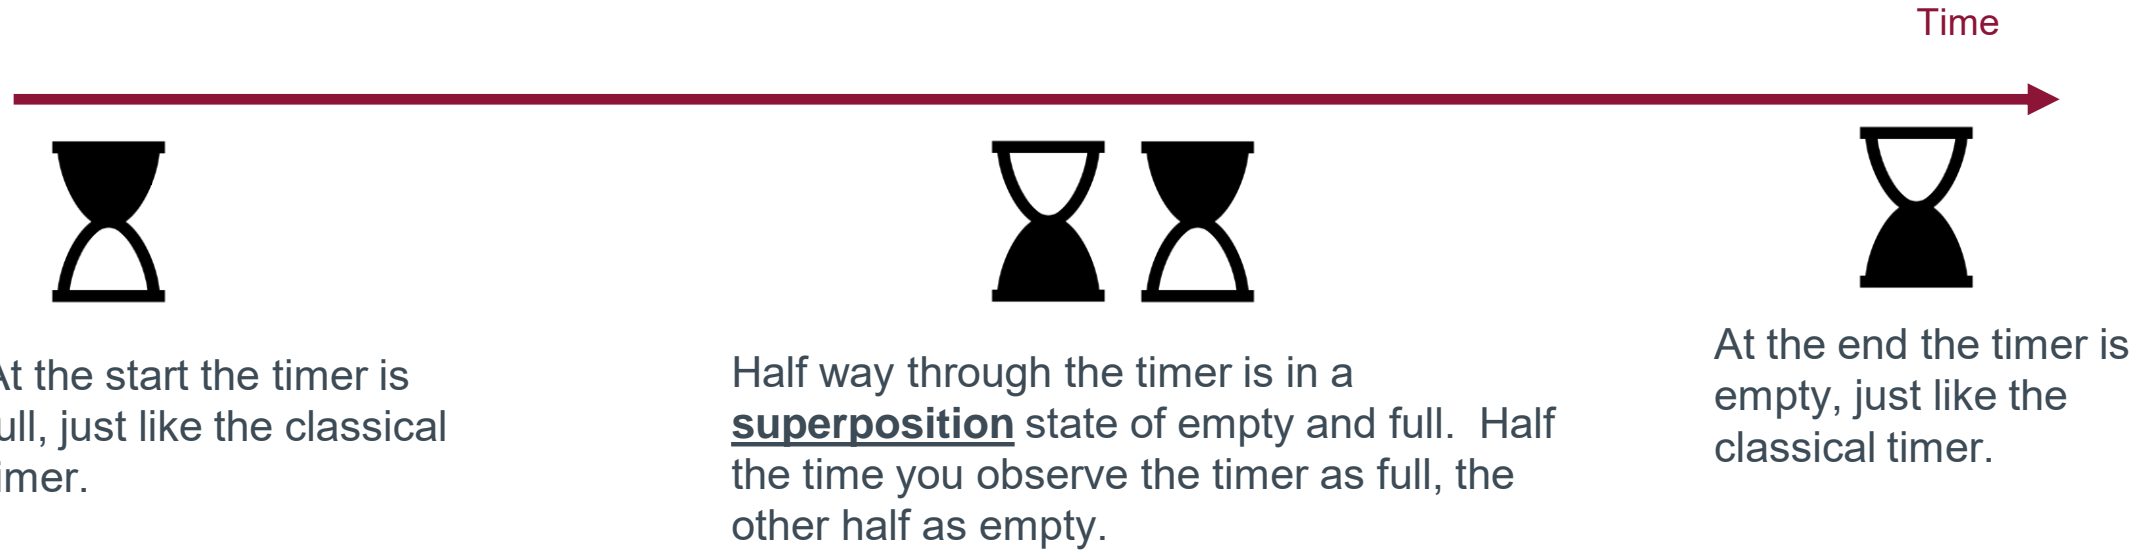 Time
At the start the timer is
ull, just like the classical
imer.
Half way through the timer is in a
superposition state of empty and full.  Half
the time you observe the timer as full, the
other half as empty.
At the end the timer is
empty, just like the
classical timer.